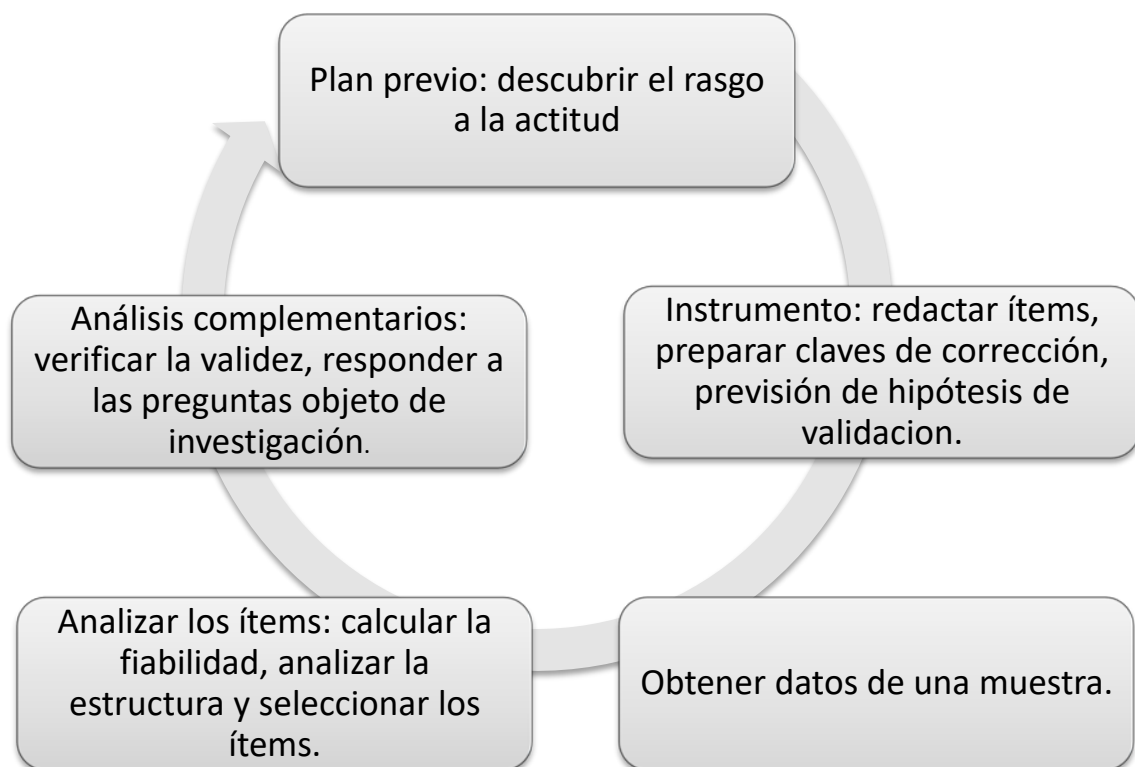 Plan previo: descubrir el rasgo
a la actitud
Instrumento: redactar ítems,
preparar claves de corrección,
previsión de hipótesis de
validacion.
Obtener datos de una muestra.
Analizar los ítems: calcular la
fiabilidad, analizar la
estructura y seleccionar los
ítems.
Análisis complementarios:
verificar la validez, responder a
las preguntas objeto de
investigación.